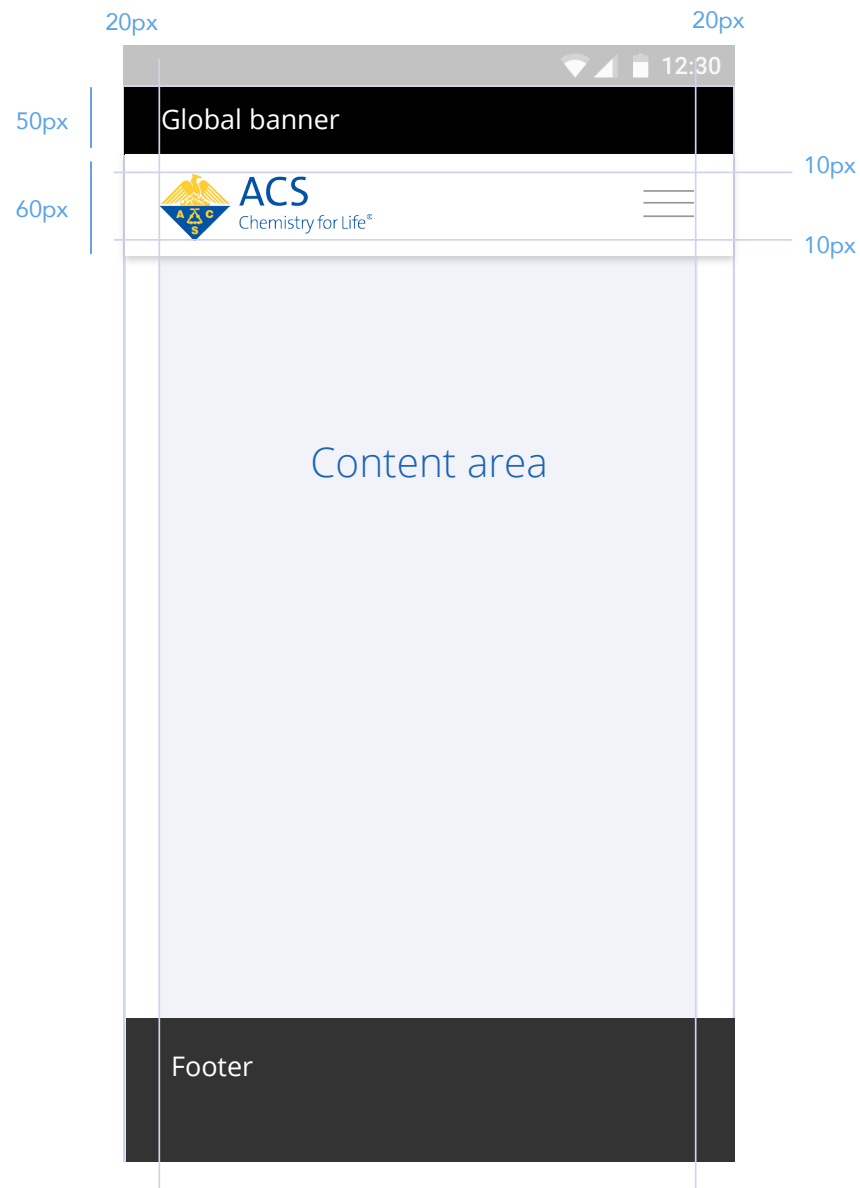 20px
20px
12:30
50px
Global banner
10px
60px
ACS
Chemistry for Life®
A C S
10px
Content area
Footer